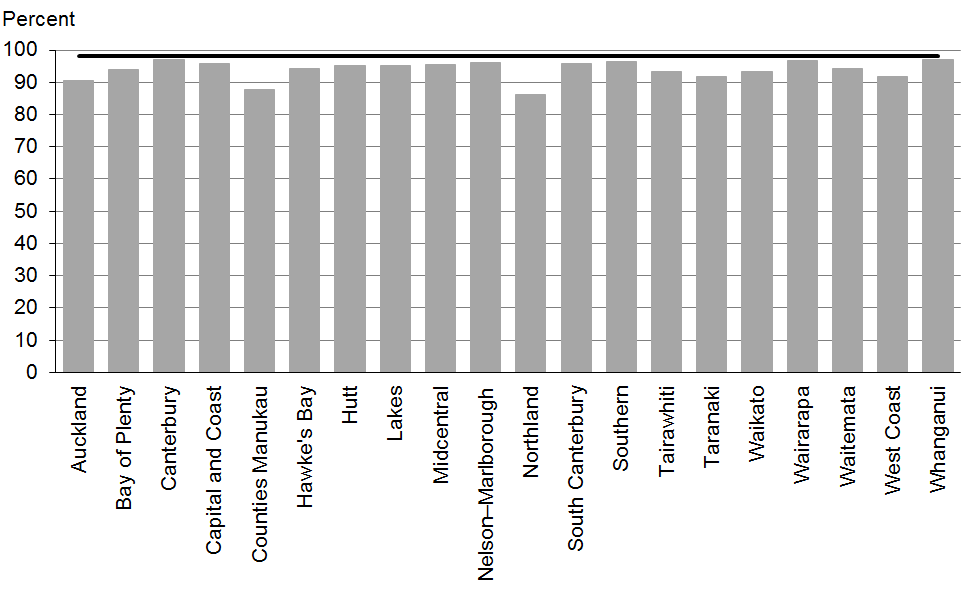 Percent
100
90
80
70
60
50
40
30
20
10
0
Auckland
Bay of Plenty
Canterbury
Capital and Coast
Counties Manukau
Hawke's Bay
Hutt
Lakes
Midcentral
Nelson–Marlborough
Northland
South Canterbury
Southern
Tairawhiti
Taranaki
Waikato
Wairarapa
Waitemata
West Coast
Whanganui